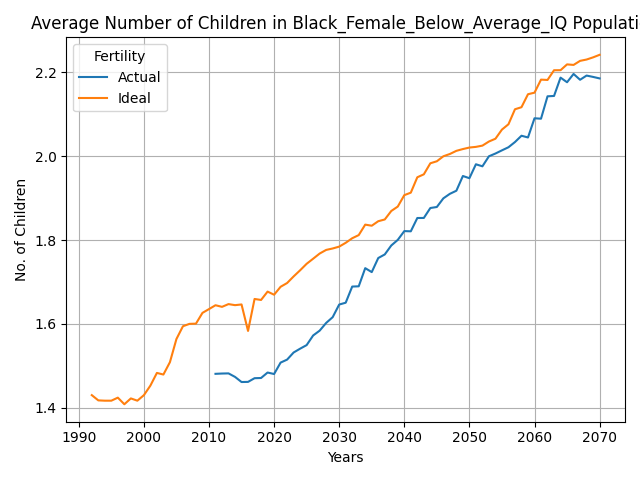 Average Number of Children in Black_Female_Below_Average_IQ Populati
Fertility
Actual
Ideal
No. of Children
2.2
2.0
1.8
1.6
1.4
1990 2000 2010 2020 2030 2040 2050 2060 2070
Years